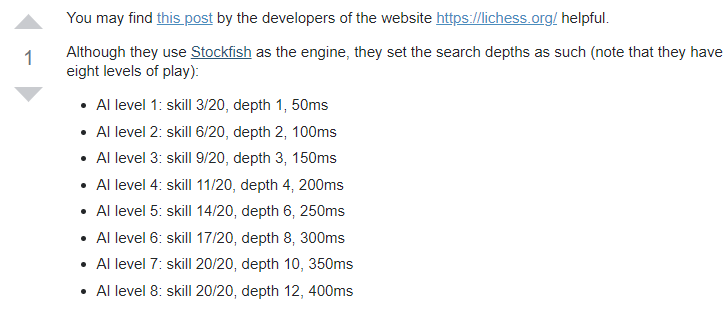 You may find this post by the developers of the website https://lichess.org/ helpful.
1
Although they use Stockfish as the engine, they set the search depths as such (note that they have
eight levels of play):
• AI level 1: skill 3/20, depth 1, 50ms
• AI level 2: skill 6/20, depth 2, 100ms
• AI level 3: skill 9/20, depth 3, 150ms
• AI level 4: skill 11/20, depth 4, 200ms
• AI level 5: skill 14/20, depth 6, 250ms
• AI level 6: skill 17/20, depth 8, 300ms
• AI level 7: skill 20/20, depth 10, 350ms
• AI level 8: skill 20/20, depth 12, 400ms